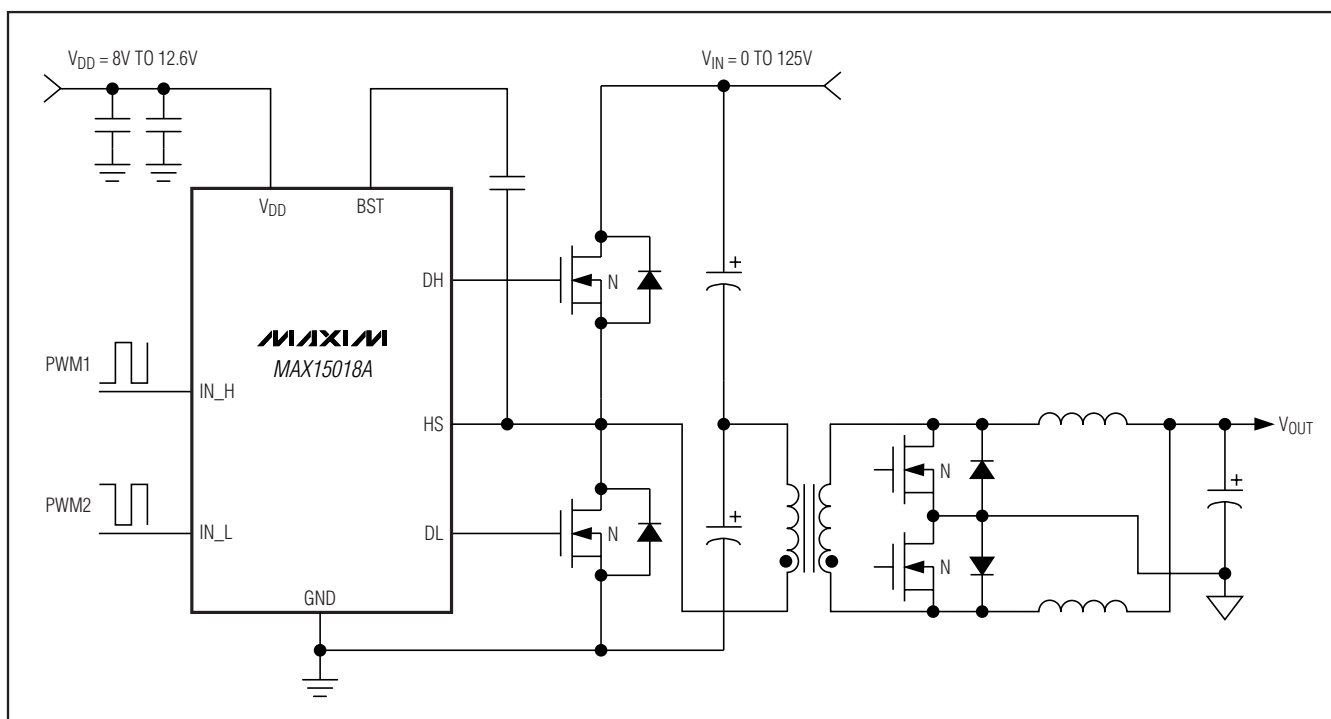 V_DD = 8V TO 12.6V
V_IN = 0 TO 125V
V_DD
BST
DH
N
+
MAXIM
MAX15018A
PWM1
IN_H
HS
V_OUT
N
+
PWM2
IN_L
DL
N
+
N
GND